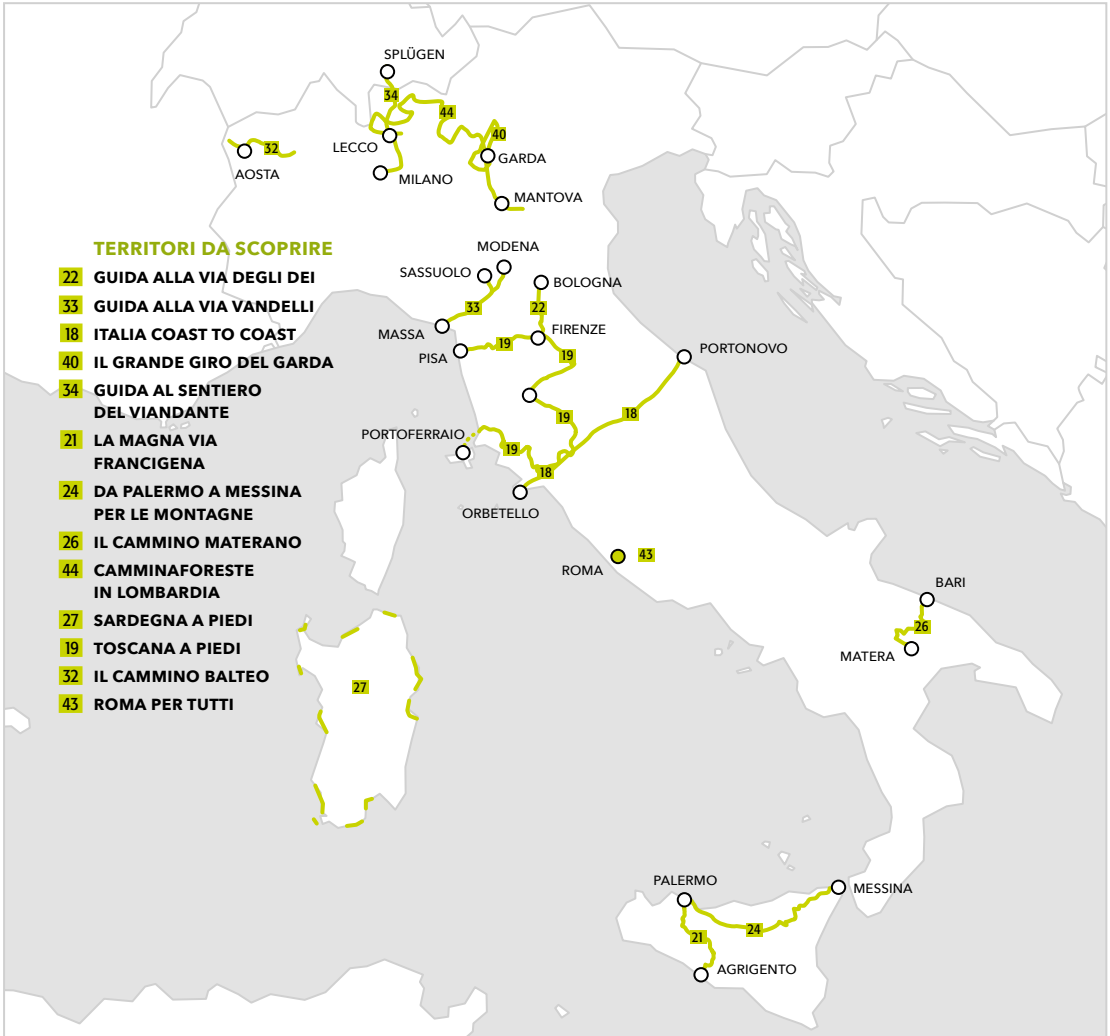 SPLÜGEN
34
44
40
LECCO
GARDA
32
AOSTA
MILANO
MANTOVA
TERRITORI DA SCOPRIRE
22 GUIDA ALLA VIA DEGLI DEI
33 GUIDA ALLA VIA VANDELLI
18 ITALIA COAST TO COAST
40 IL GRANDE GIRO DEL GARDA
34 GUIDA AL SENTIERO
DEL VIANDANTE
21 LA MAGNA VIA
FRANCIGENA
24 DA PALERMO A MESSINA
PER LE MONTAGNE
26 IL CAMMINO MATERANO
44 CAMMINAFORESTE
IN LOMBARDIA
27 SARDEGNA A PIEDI
19 TOSCANA A PIEDI
32 IL CAMMINO BALTEO
43 ROMA PER TUTTI
MODENA
SASSUOLO
BOLOGNA
33
22
MASSA
FIRENZE
PISA
19
19
PORTONOVO
19
18
PORTOFERRAIO
19
18
ORBETELLO
ROMA
43
BARI
26
MATERA
27
PALERMO
MESSINA
24
21
AGRIGENTO